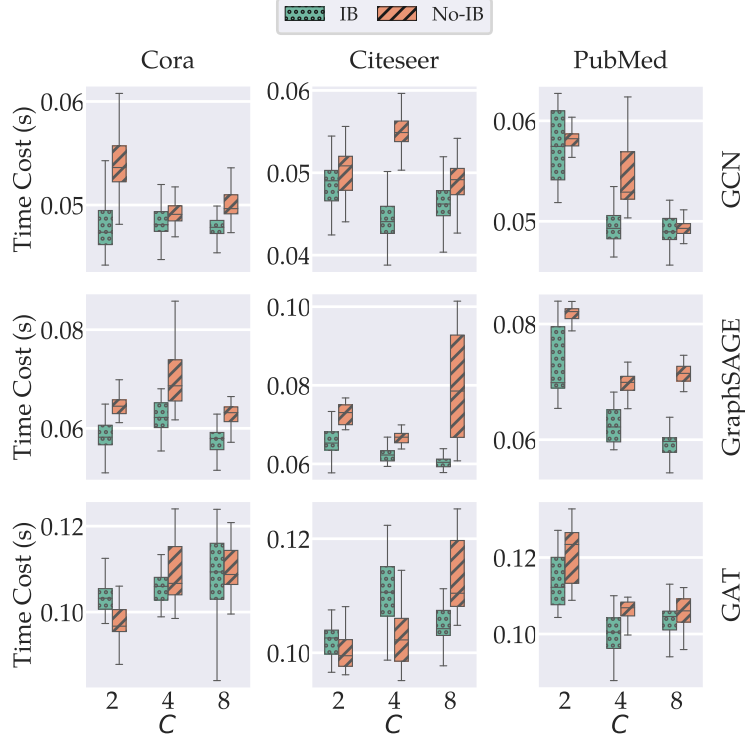 IB No-IB
Cora Citeseer PubMed
Time Cost (s) 0.06 0.05
0.06 0.05 0.04
0.06 0.05 GCN
Time Cost (s) 0.08 0.06
0.10 0.08 0.06
0.08 0.06 GraphSAGE
Time Cost (s) 0.12 0.10
0.12 0.10
0.12 0.10 GAT
2 4 8 2 4 8 2 4 8
C C C